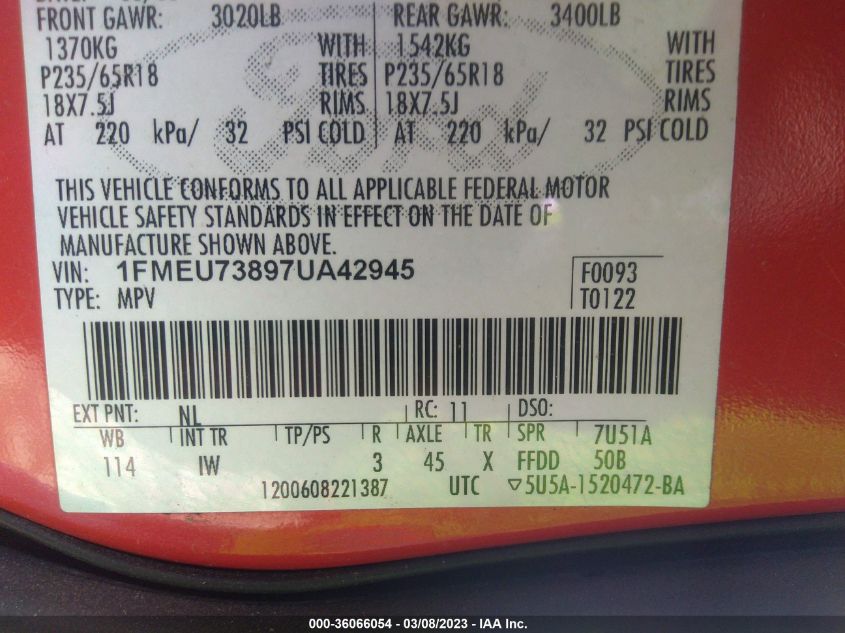 FRONT GAWR: 3020LB REAR GAWR: 3400LB
1370KG WITH 1542KG WITH
P235/65R18 TIRES P235/65R18 TIRES
18X7.5J RIMS 18X7.5J RIMS
AT 220 kPa/ 32 PSI COLD AT 220 kPa/ 32 PSI COLD
Ford
THIS VEHICLE CONFORMS TO ALL APPLICABLE FEDERAL MOTOR
VEHICLE SAFETY STANDARDS IN EFFECT ON THE DATE OF
MANUFACTURE SHOWN ABOVE.
VIN: 1FMEU73897UA42945 F0093
TYPE: MPV T0122
EXT PNT: NL RC: 11 DSO:
WB INT TR TP/PS R AXLE TR SPR 7U51A
114 IW 3 45 X FFDD 50B
1200608221387 UTC ▽5U5A-1520472-BA
000-36066054 / 03/08/2023 - IAA Inc.